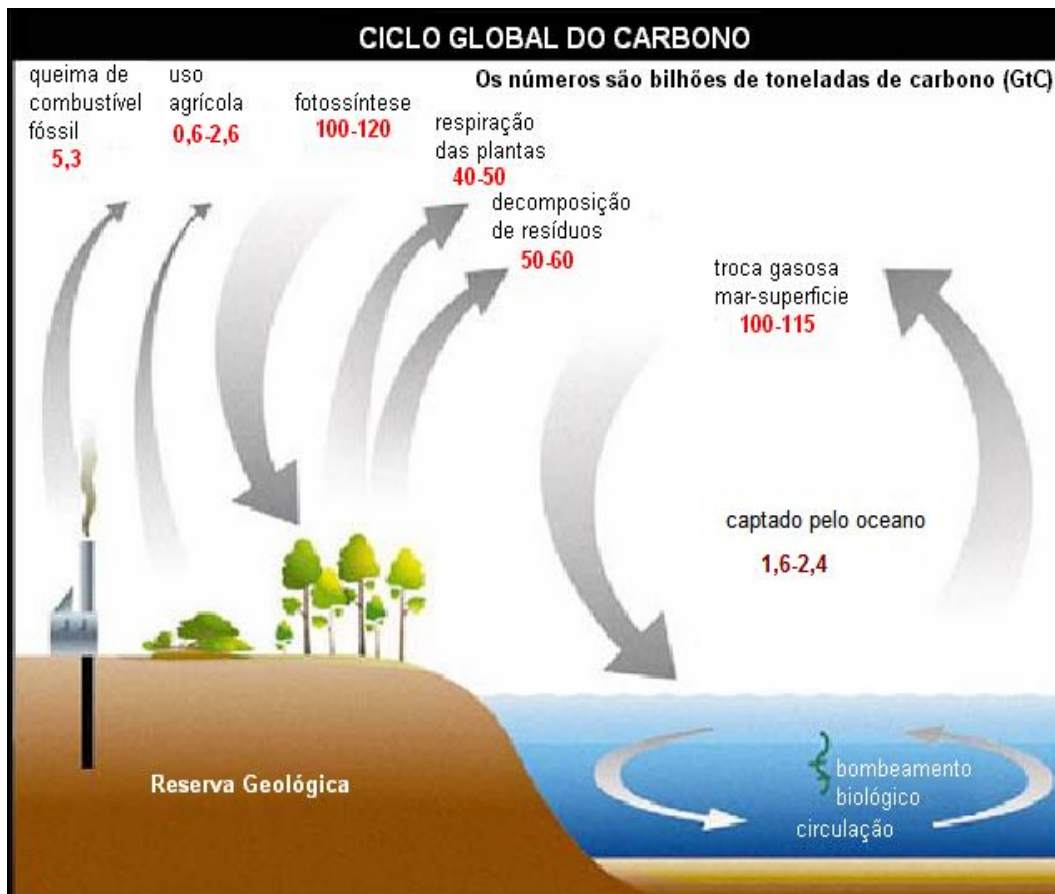 CICLO GLOBAL DO CARBONO
Os números são bilhões de toneladas de carbono (GtC)
queima de
combustível
fóssil
5,3
uso
agrícola
0,6-2,6
fotossíntese
100-120
respiração
das plantas
40-50
decomposição
de resíduos
50-60
troca gasosa
mar-superficie
100-115
captado pelo oceano
1,6-2,4
Reserva Geológica
bombeamento
biológico
circulação